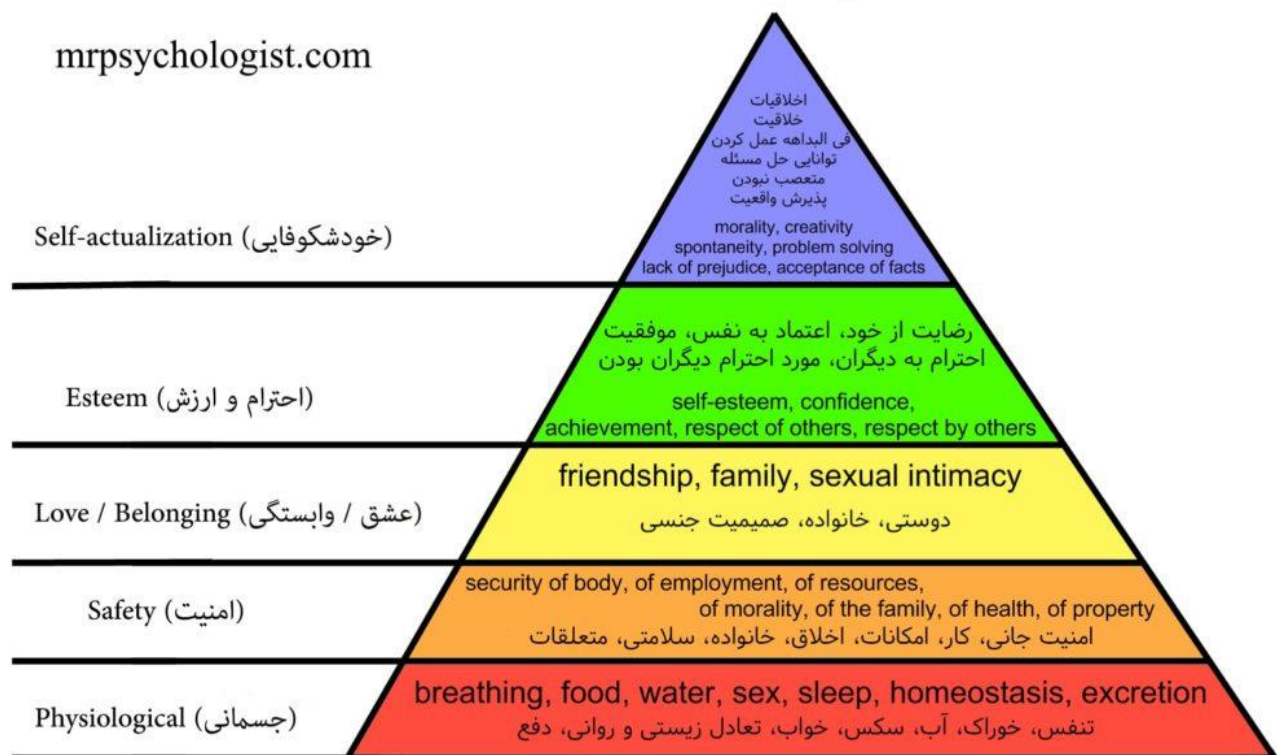 mrpsychologist.com
اخلاقیات
خلاقیت
فی البداهه عمل کردن
توانایی حل مسئله
متعصب نبودن
پذیرش واقعیت
morality, creativity
spontaneity, problem solving
lack of prejudice, acceptance of facts
Self-actualization (خودشکوفایی)
رضایت از خود، اعتماد به نفس، موفقیت
احترام به دیگران، مورد احترام دیگران بودن
self-esteem, confidence,
achievement, respect of others, respect by others
Esteem (احترام و ارزش)
friendship, family, sexual intimacy
دوستی، خانواده، صمیمیت جنسی
Love / Belonging (عشق / وابستگی)
security of body, of employment, of resources,
of morality, of the family, of health, of property
امنیت جانی، کار، امکانات، اخلاق، خانواده، سلامتی، متعلقات
Safety (امنیت)
breathing, food, water, sex, sleep, homeostasis, excretion
تنفس، خوراک، آب، سکس، خواب، تعادل زیستی و روانی، دفع
Physiological (جسمانی)